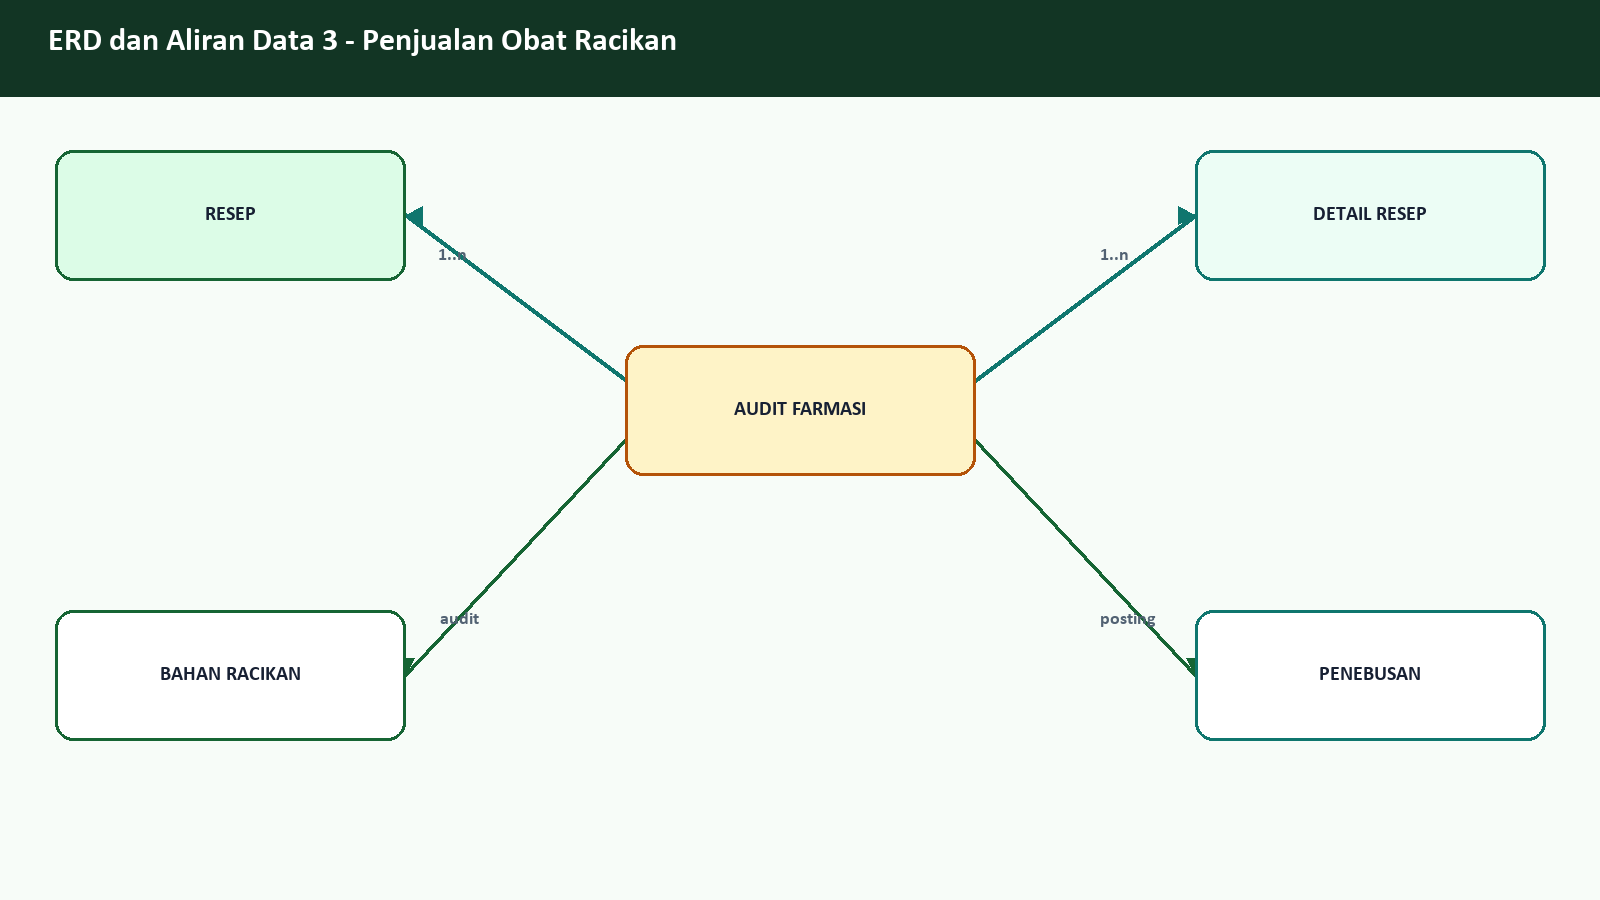 ERD dan Aliran Data 3 - Penjualan Obat Racikan
RESEP
DETAIL RESEP
1..n
1..n
AUDIT FARMASI
audit
posting
BAHAN RACIKAN
PENEBUSAN